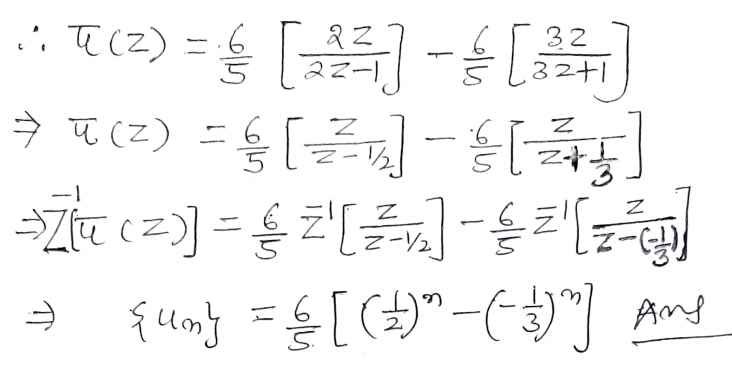 ∴ ū(z) = 6/5 [2z/(2z-1)] - 6/5 [3z/(3z+1)]
⇒ ū(z) = 6/5 [z/(z-1/2)] - 6/5 [z/(z+1/3)]
⇒ Z⁻¹[ū(z)] = 6/5 z⁻¹[z/(z-1/2)] - 6/5 z⁻¹[z/(z-(-1/3))]
⇒ {uₙ} = 6/5 [(1/2)ⁿ - (-1/3)ⁿ] Ans